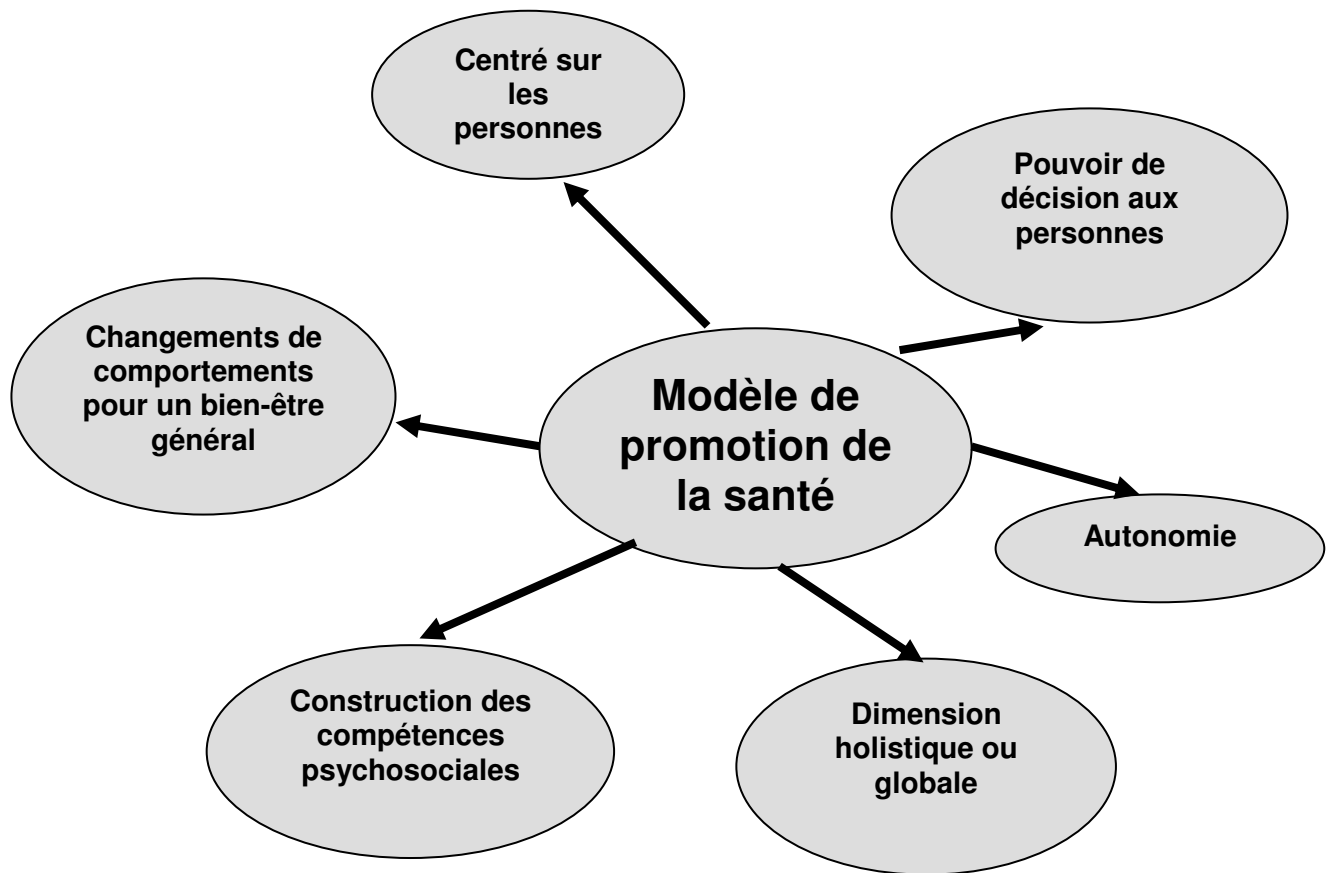 Centré sur
les
personnes
Pouvoir de
décision aux
personnes
Changements de
comportements
pour un bien-être
général
Modèle de
promotion de
la santé
Autonomie
Construction des
compétences
psychosociales
Dimension
holistique ou
globale